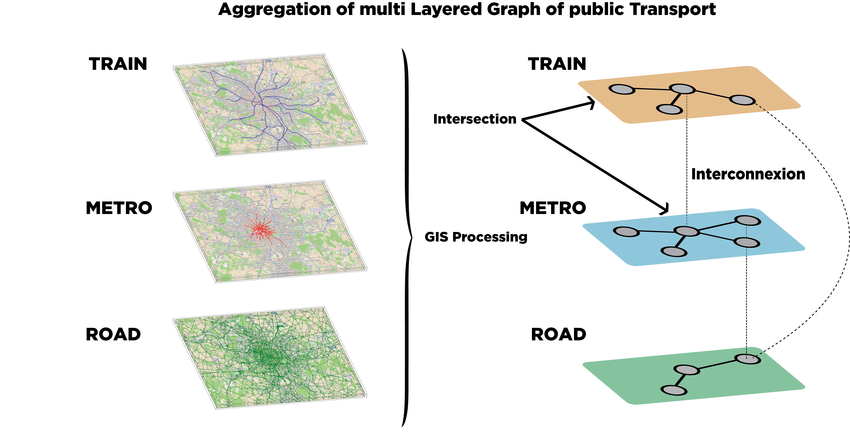 Aggregation of multi Layered Graph of public Transport
TRAIN
TRAIN
Intersection
Interconnexion
METRO
METRO
GIS Processing
ROAD
ROAD